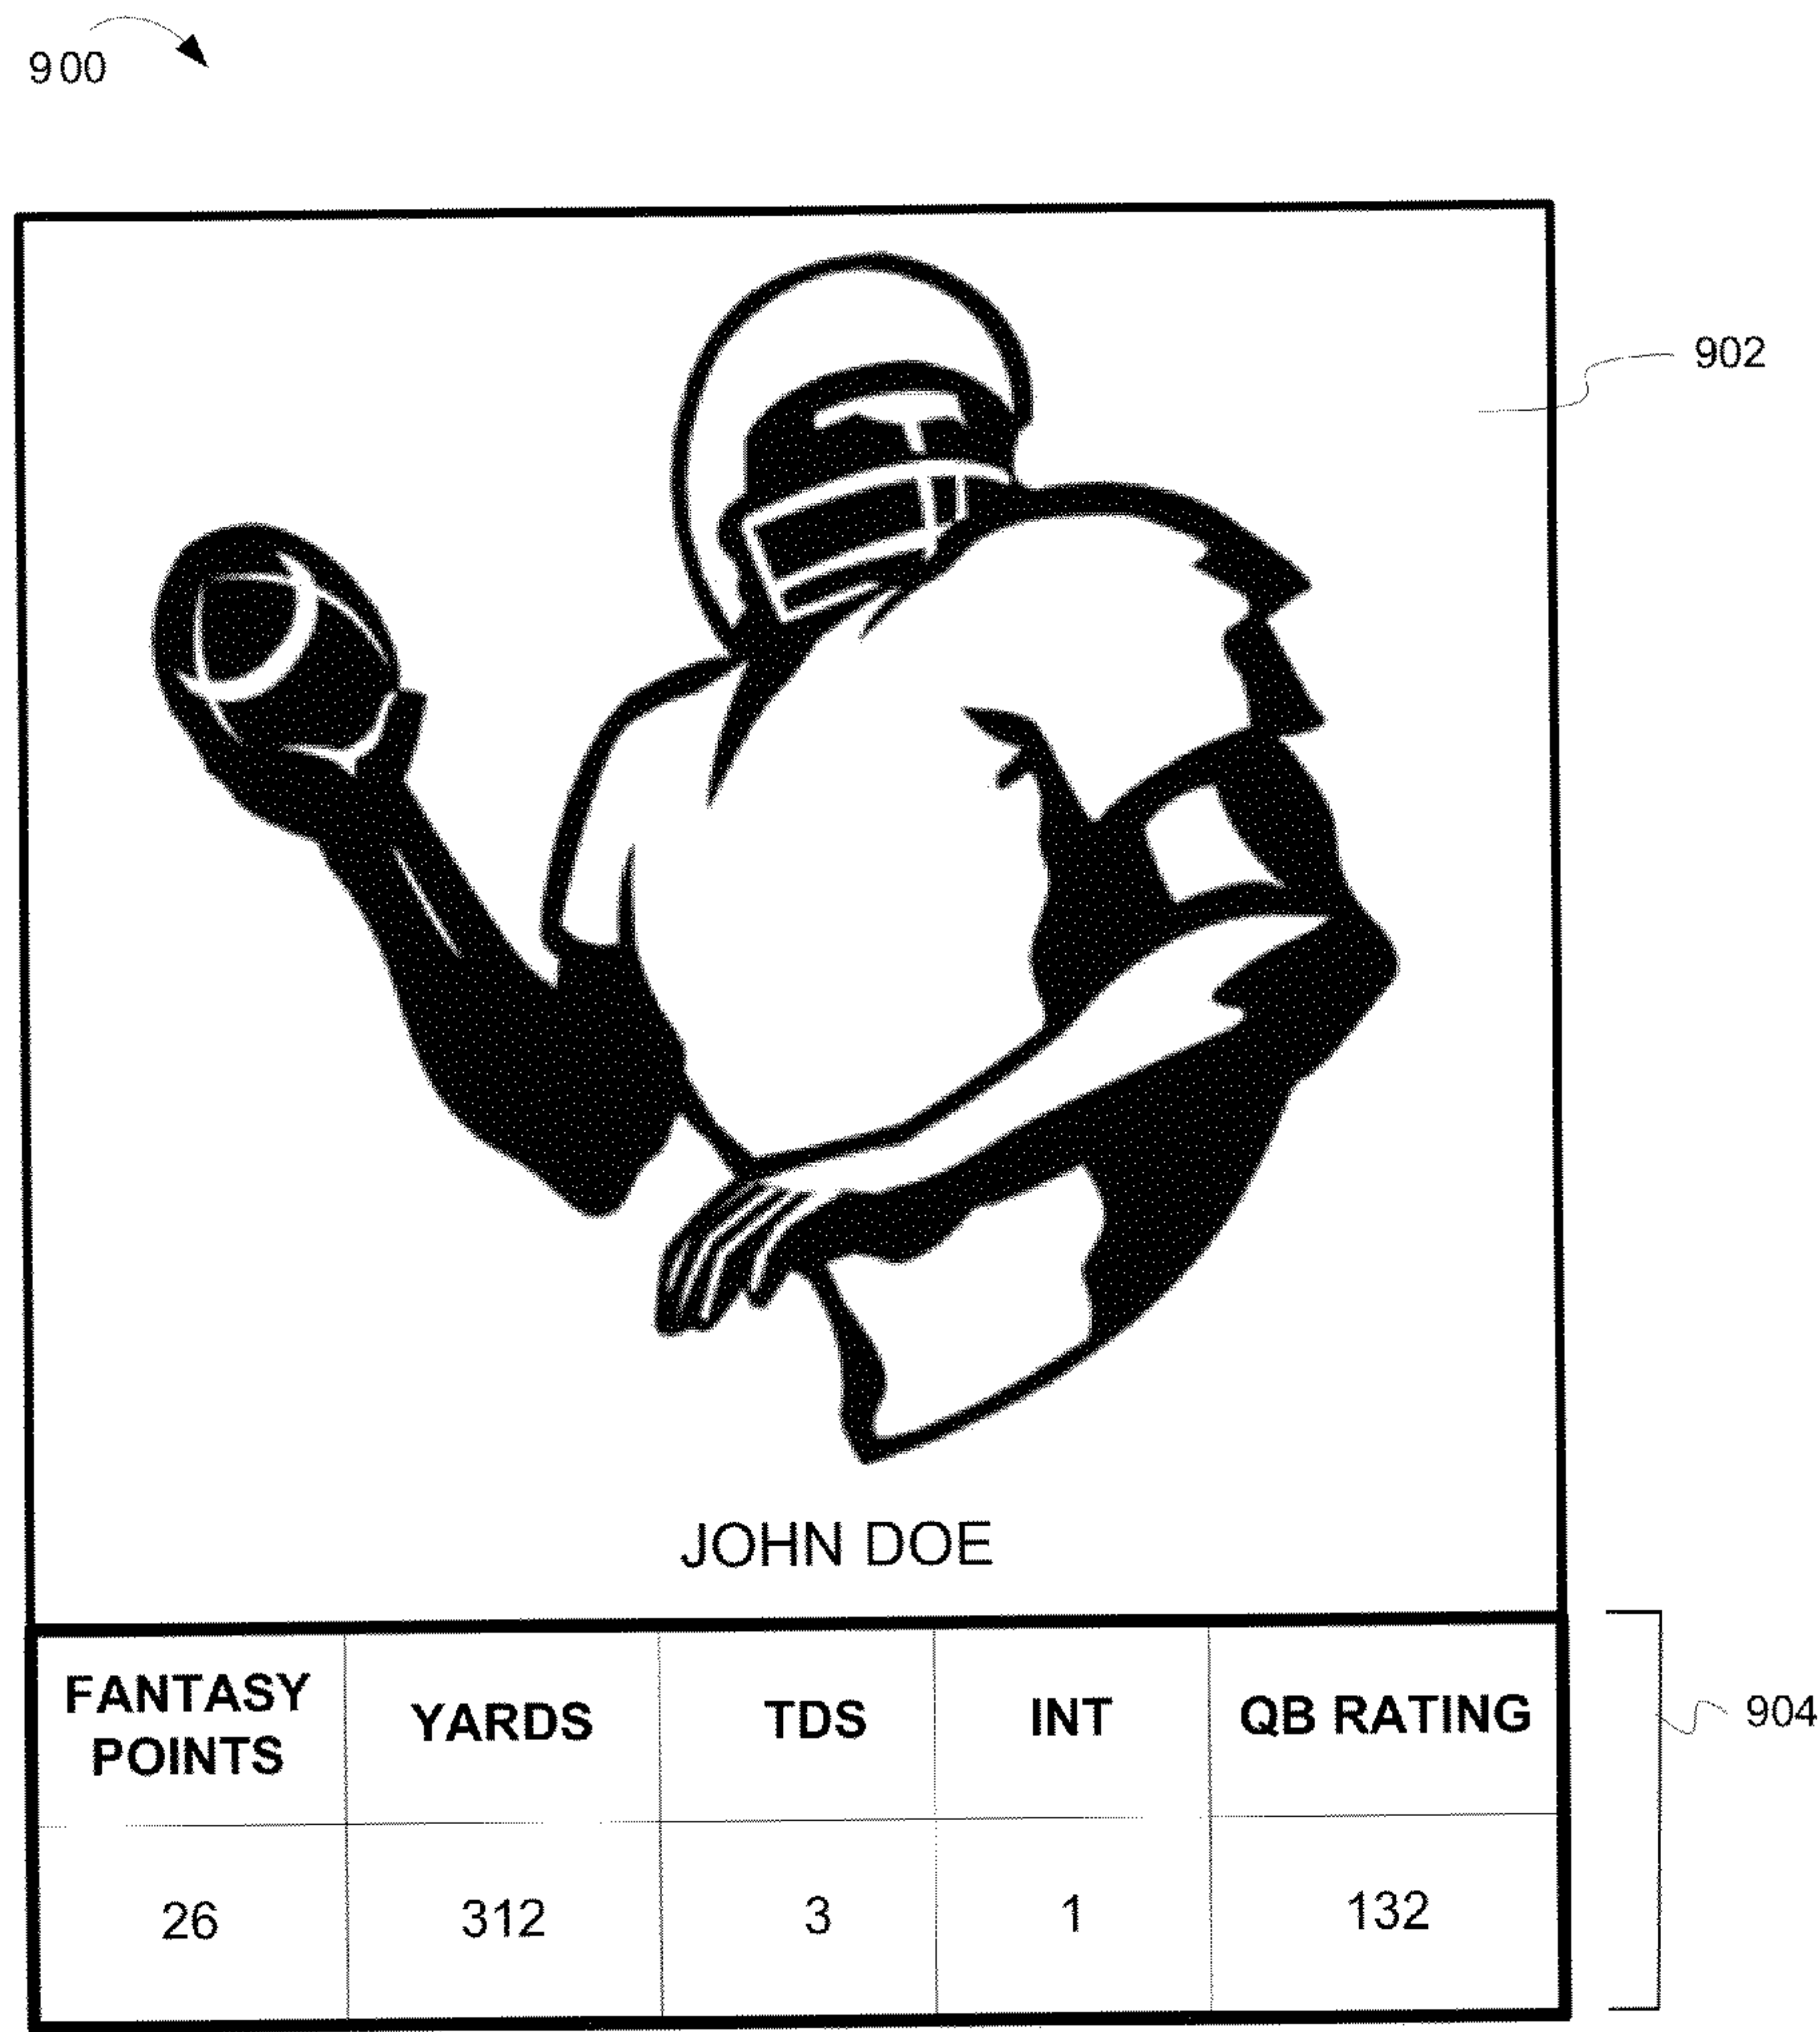 900
902
JOHN DOE
FANTASY POINTS YARDS TDS INT QB RATING
904
26 312 3 1 132